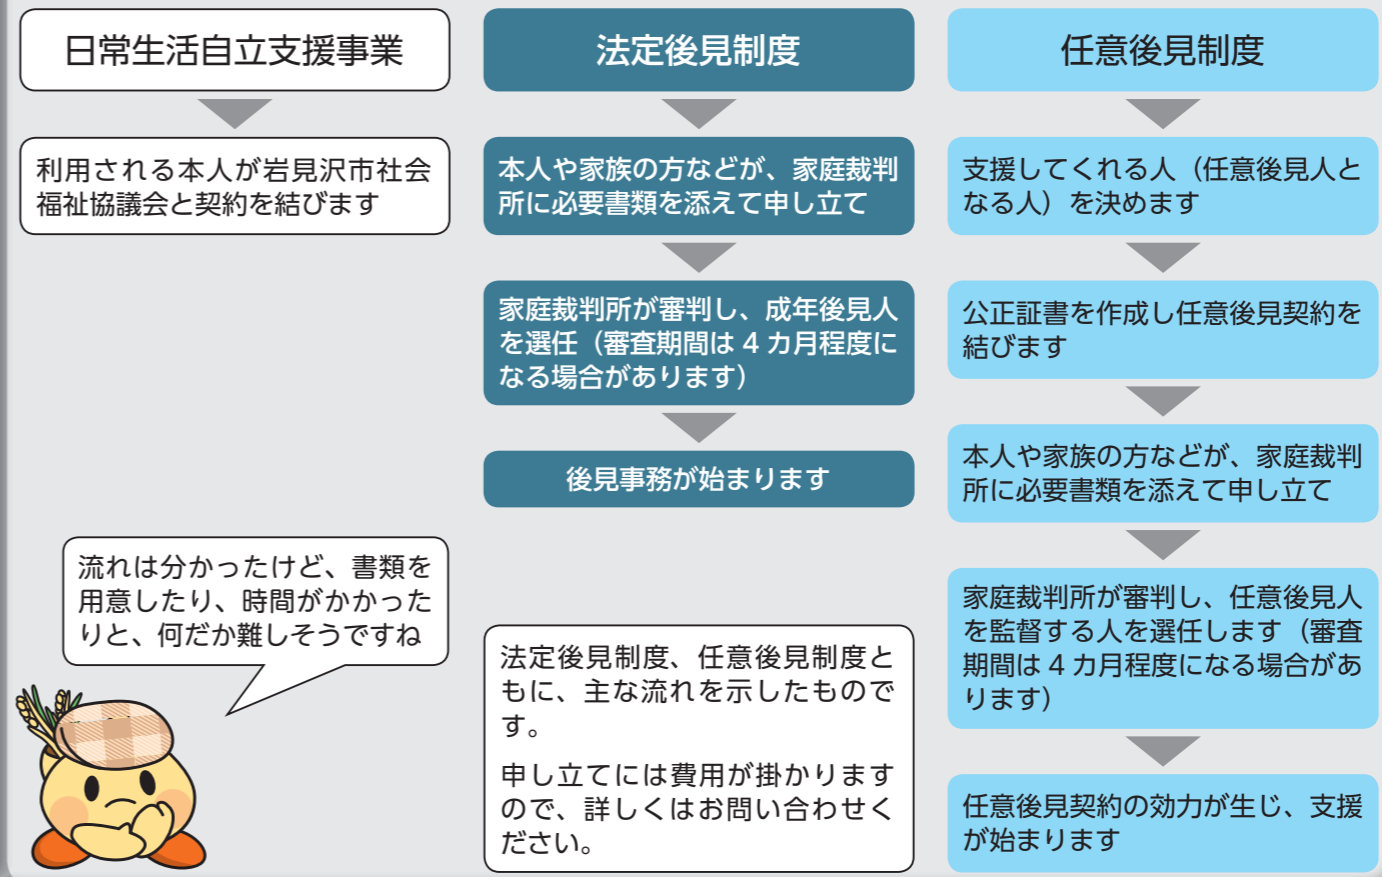 日常生活自立支援事業
利用される本人が岩見沢市社会
福祉協議会と契約を結びます
法定後見制度
本人や家族の方などが、家庭裁判
所に必要書類を添えて申し立て
家庭裁判所が審判し、成年後見人
を選任（審査期間は 4 カ月程度に
なる場合があります）
後見事務が始まります
任意後見制度
支援してくれる人（任意後見人と
なる人）を決めます
公正証書を作成し任意後見契約を
結びます
本人や家族の方などが、家庭裁判
所に必要書類を添えて申し立て
家庭裁判所が審判し、任意後見人
を監督する人を選任します（審査
期間は 4 カ月程度になる場合があ
ります）
任意後見契約の効力が生じ、支援
が始まります
流れは分かったけど、書類を
用意したり、時間がかかった
りと、何だか難しそうですね
法定後見制度、任意後見制度と
もに、主な流れを示したもので
す。
申し立てには費用が掛かります
ので、詳しくはお問い合わせく
ださい。